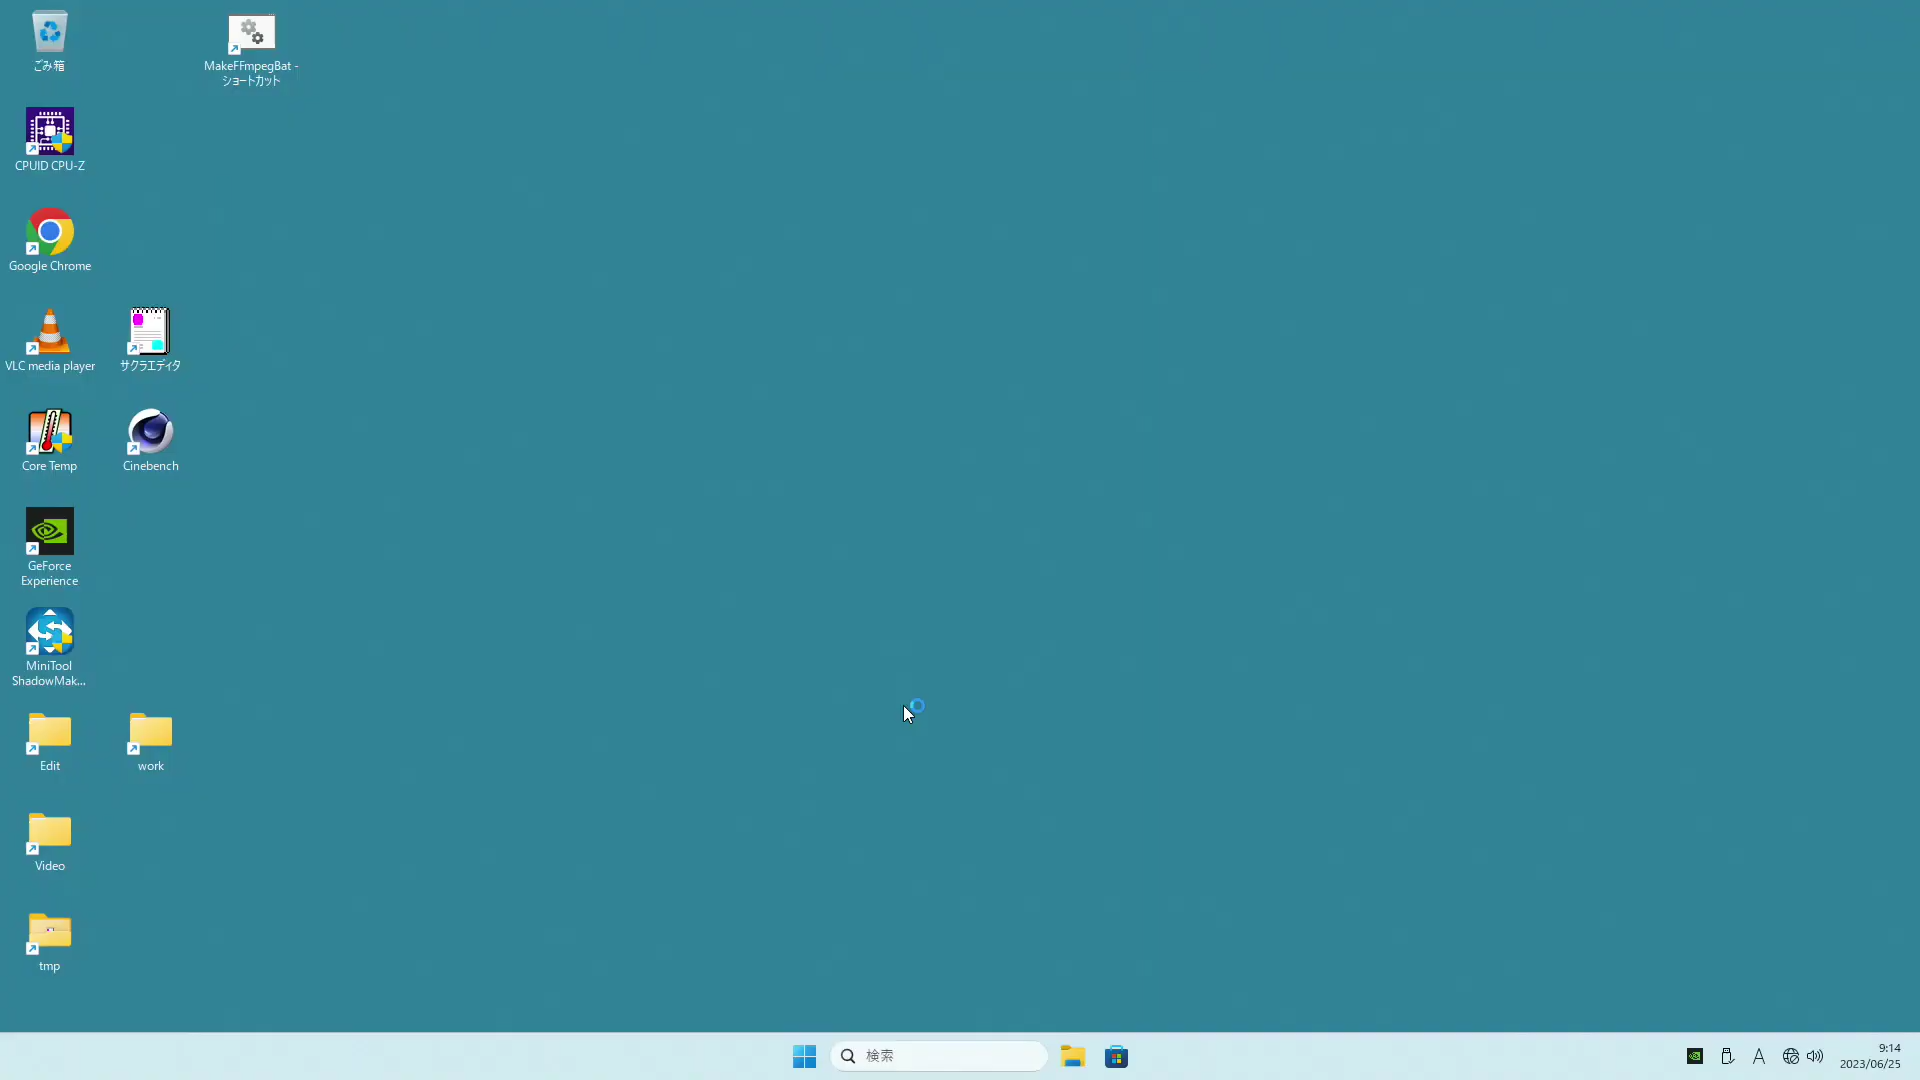 ごみ箱
MakeFFmpegBat -
ショートカット
CPUID CPU-Z
Google Chrome
VLC media player
サクラエディタ
Core Temp
Cinebench
GeForce
Experience
MiniTool
ShadowMak...
Edit
work
Video
tmp
検索
A
9:14
2023/06/25